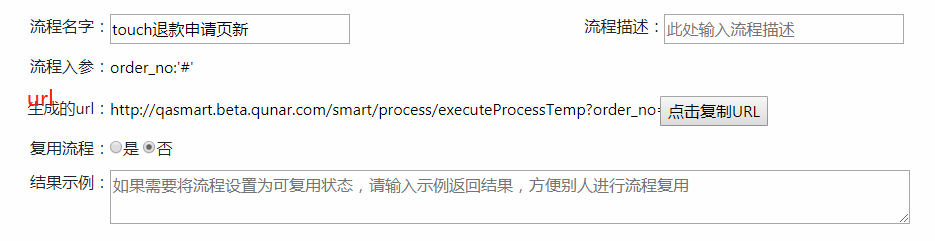 流程名字：touch退款申请页新 流程描述：此处输入流程描述
流程入参：order_no:'#'
url
生成的url：http://qasmart.beta.qunar.com/smart/process/executeProcessTemp?order_no= 点击复制URL
复用流程：是 否
结果示例：如果需要将流程设置为可复用状态，请输入示例返回结果，方便别人进行流程复用